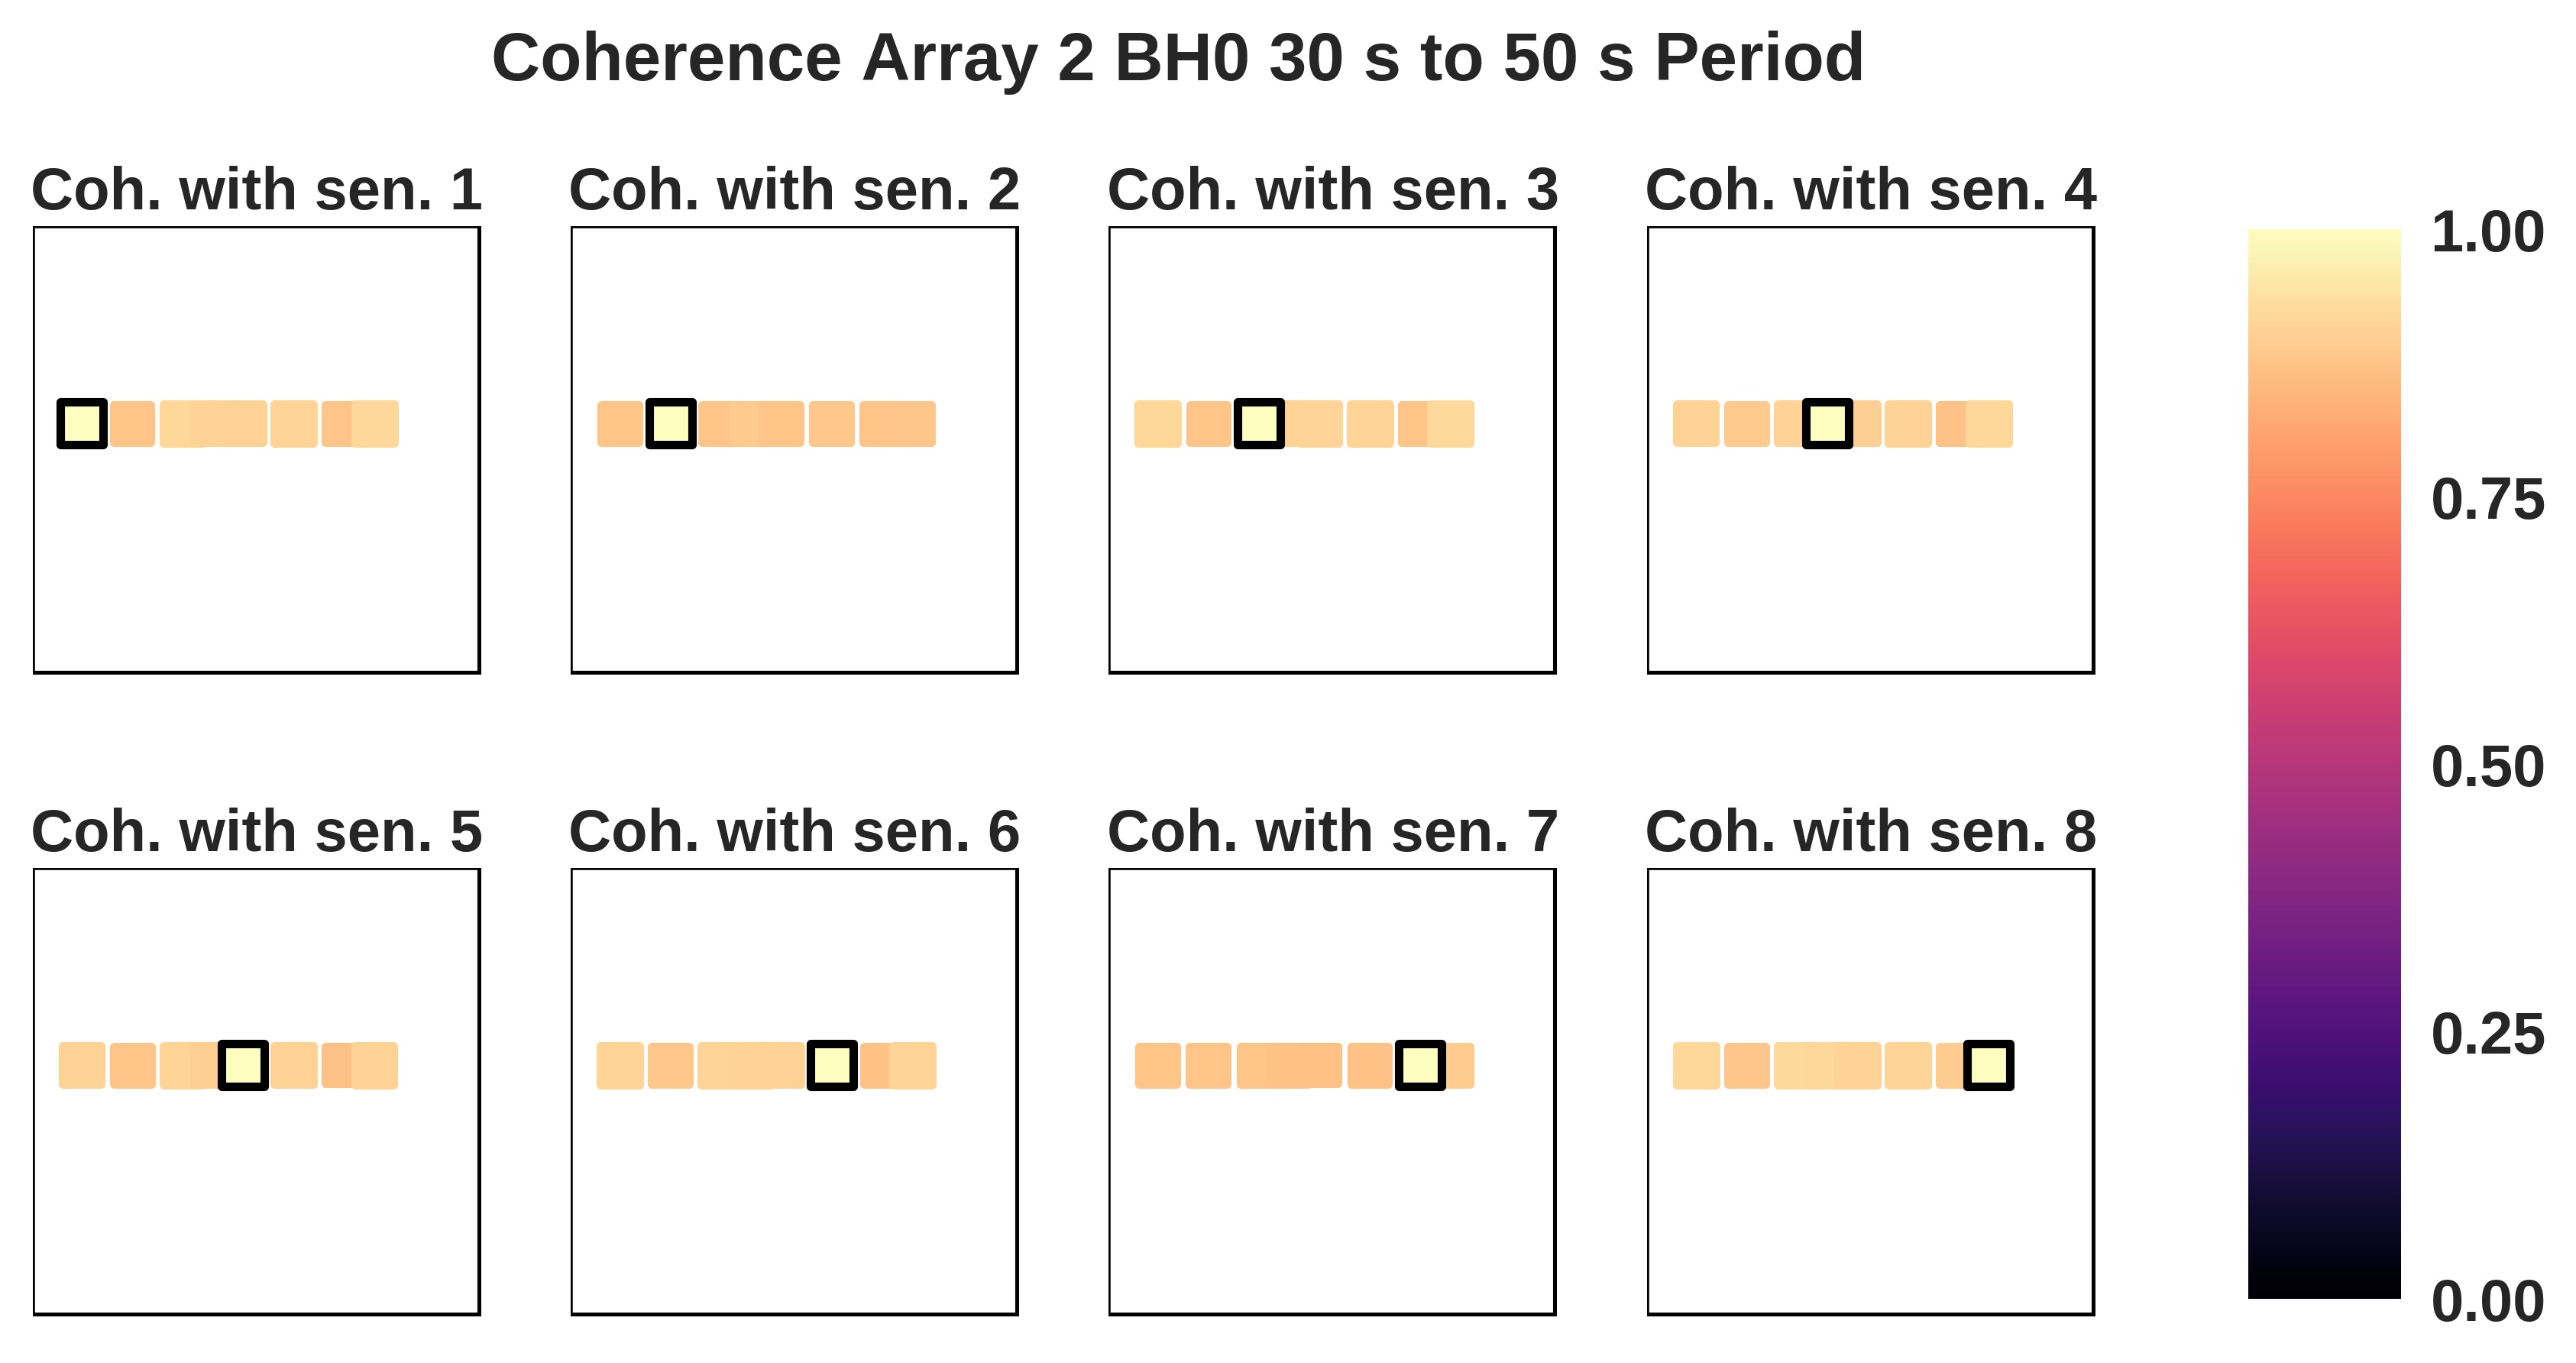 Coherence Array 2 BH0 30 s to 50 s Period
Coh. with sen. 1
Coh. with sen. 2
Coh. with sen. 3
Coh. with sen. 4
1.00
0.75
0.50
0.25
0.00
Coh. with sen. 5
Coh. with sen. 6
Coh. with sen. 7
Coh. with sen. 8